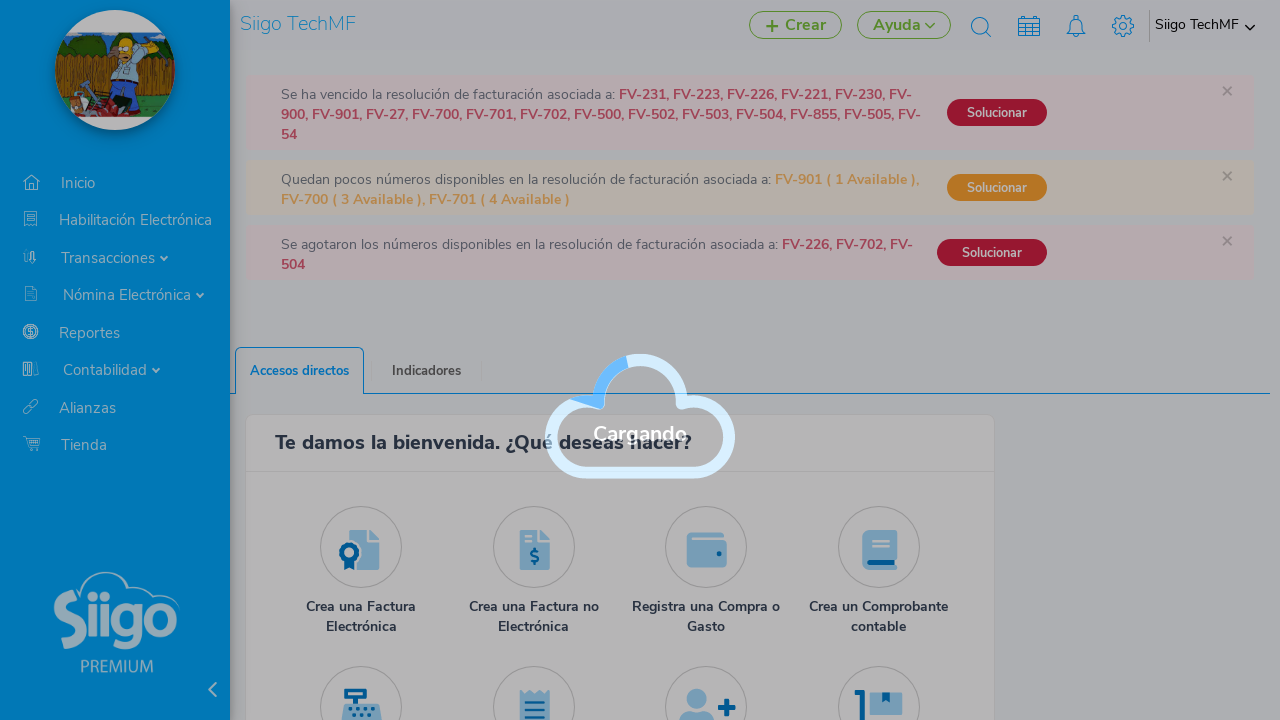 Siigo TechMF
Crear
Ayuda
Siigo TechMF
Inicio
Habilitación Electrónica
Transacciones
Nómina Electrónica
Reportes
Contabilidad
Alianzas
Tienda
Siigo
PREMIUM
Se ha vencido la resolución de facturación asociada a: FV-231, FV-223, FV-226, FV-221, FV-230, FV-
900, FV-901, FV-27, FV-700, FV-701, FV-702, FV-500, FV-502, FV-503, FV-504, FV-855, FV-505, FV-
54
Solucionar
×
Quedan pocos números disponibles en la resolución de facturación asociada a: FV-901 ( 1 Available ),
FV-700 ( 3 Available ), FV-701 ( 4 Available )
Solucionar
×
Se agotaron los números disponibles en la resolución de facturación asociada a: FV-226, FV-702, FV-
504
Solucionar
×
Accesos directos
Indicadores
Cargando
Te damos la bienvenida. ¿Qué deseas hacer?
Crea una Factura
Electrónica
Crea una Factura no
Electrónica
Registra una Compra o
Gasto
Crea un Comprobante
contable